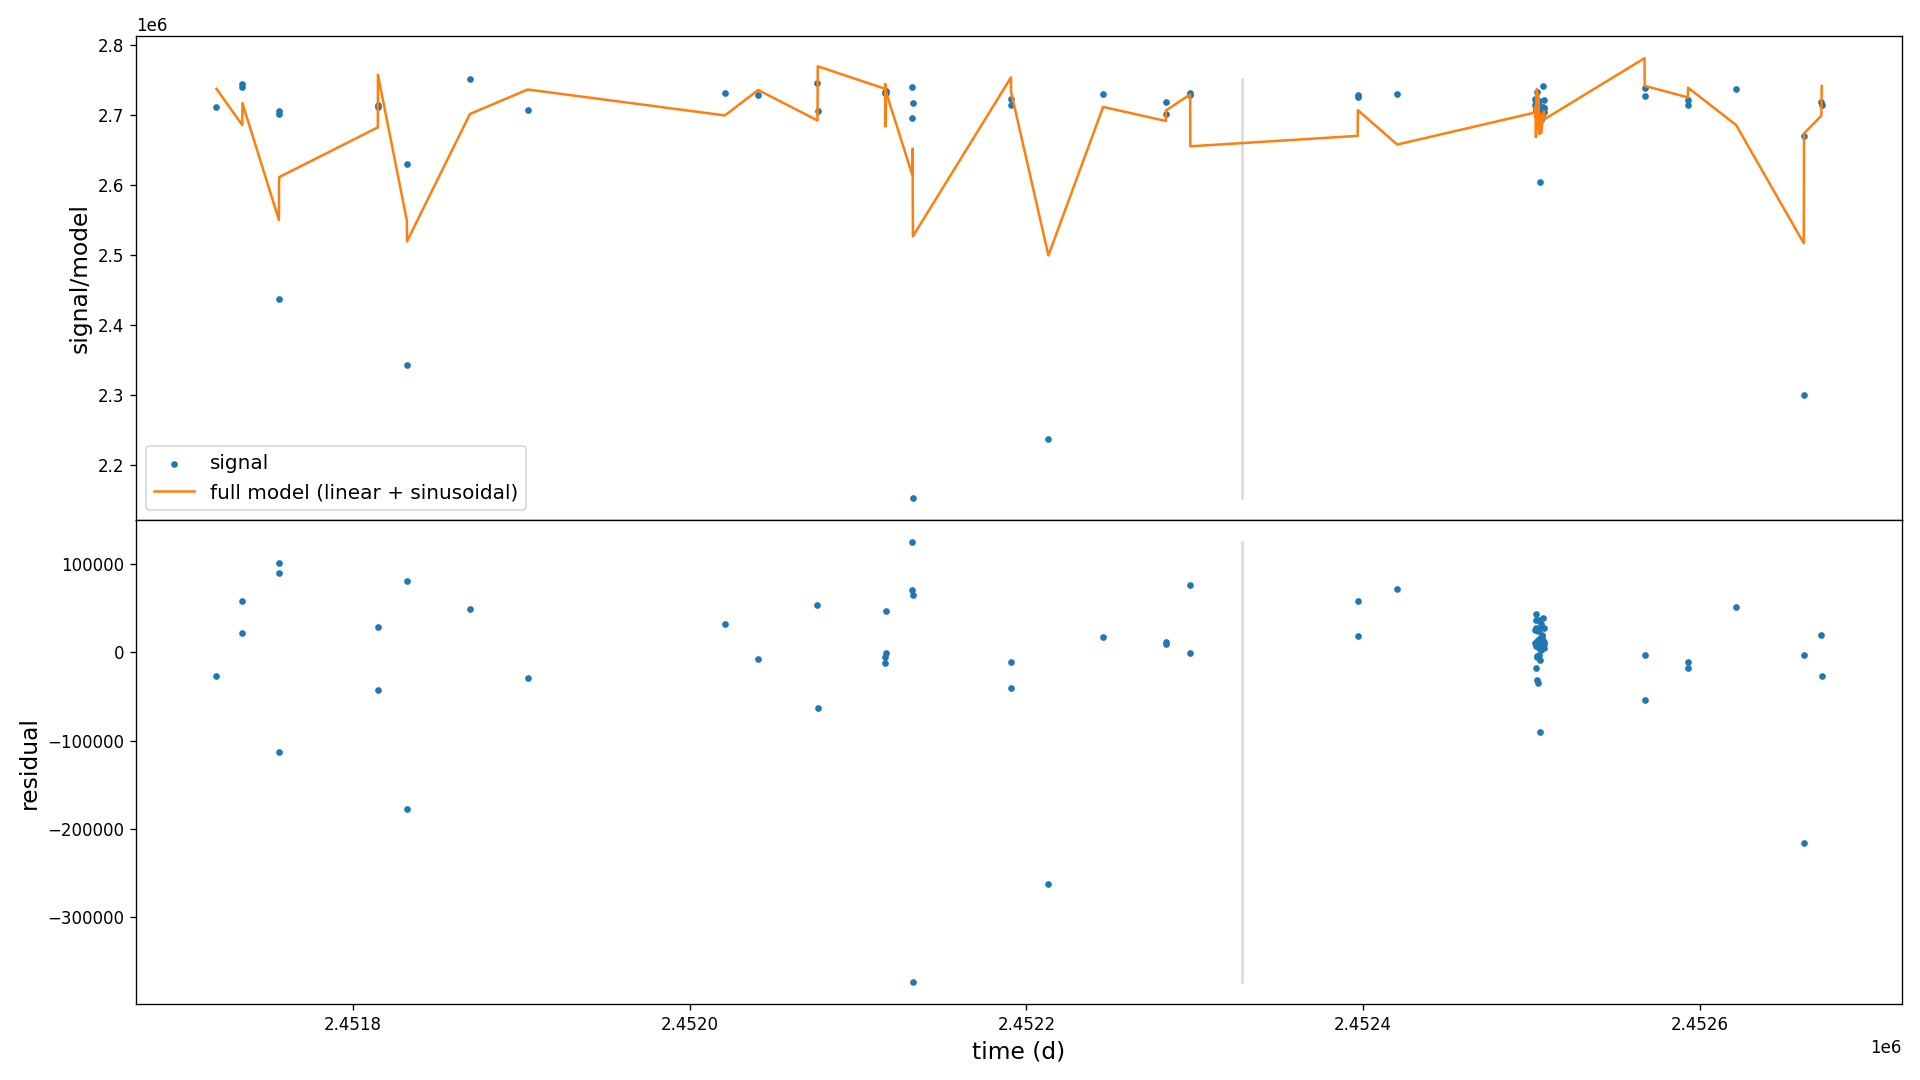 1e6
2.8
2.7
2.6
2.5
2.4
2.3
2.2
signal/model
signal
full model (linear + sinusoidal)
100000
0
−100000
−200000
−300000
residual
2.4518
2.4520
2.4522
2.4524
2.4526
1e6
time (d)